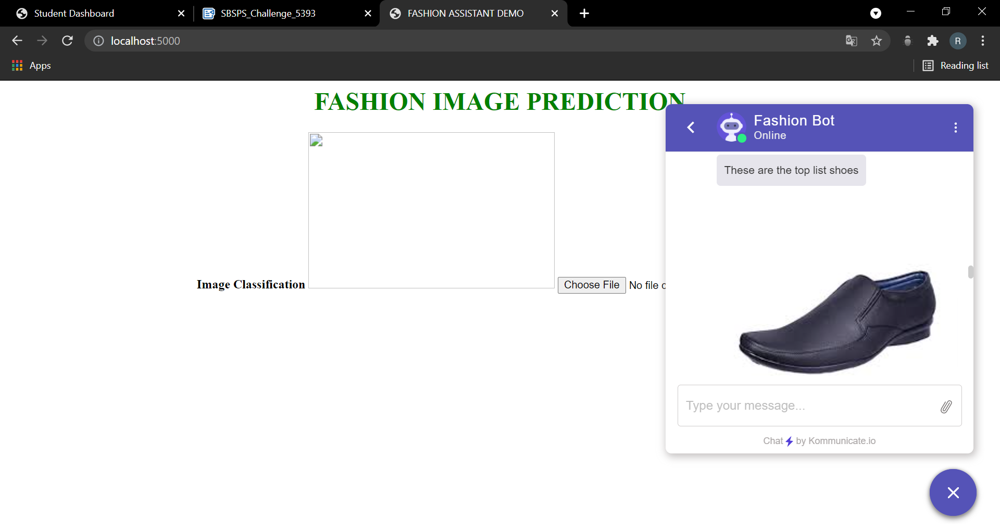 Student Dashboard
SBSPS_Challenge_5393
FASHION ASSISTANT DEMO
localhost:5000
R
Apps
Reading list
FASHION IMAGE PREDICTION
Fashion Bot
Online
These are the top list shoes
Image Classification
Choose File No file c
Type your message...
Chat by Kommunicate.io